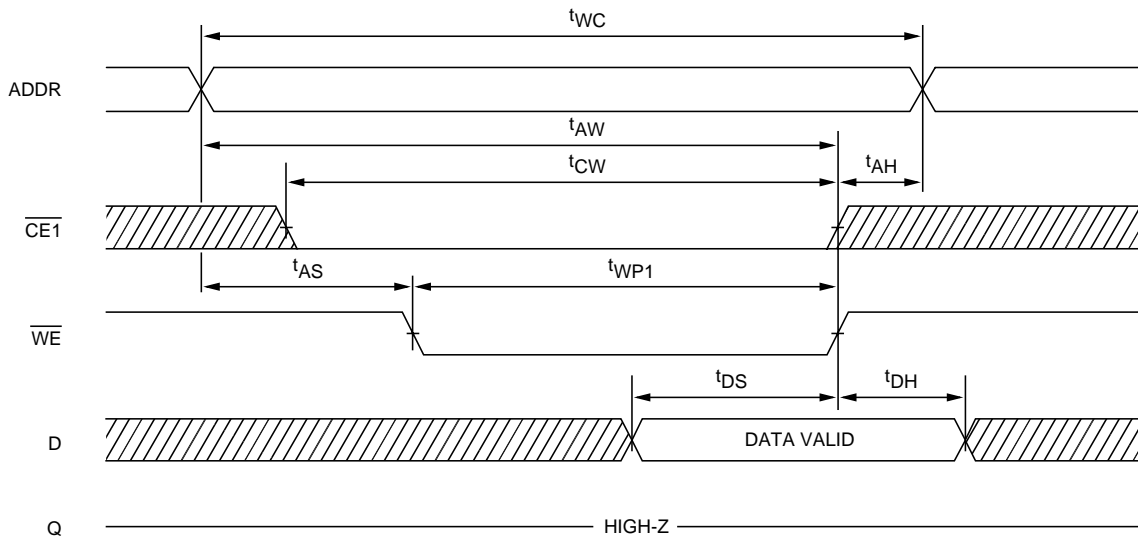 tWC
ADDR
tAW
tCW
tAH
CE1
tAS
tWP1
WE
tDS
tDH
D
DATA VALID
Q
HIGH-Z